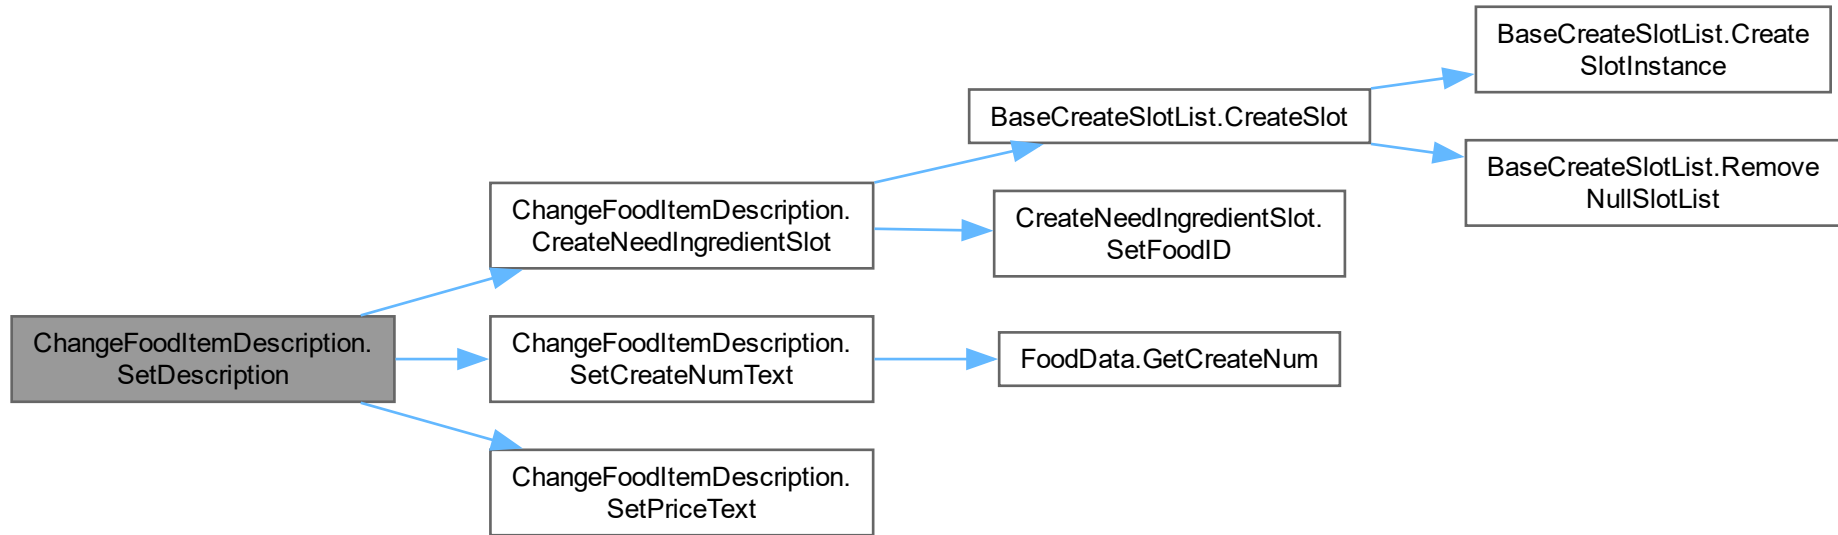 BaseCreateSlotList.Create
SlotInstance
BaseCreateSlotList.CreateSlot
BaseCreateSlotList.Remove
NullSlotList
ChangeFoodItemDescription.
CreateNeedIngredientSlot
CreateNeedIngredientSlot.
SetFoodID
ChangeFoodItemDescription.
SetDescription
ChangeFoodItemDescription.
SetCreateNumText
FoodData.GetCreateNum
ChangeFoodItemDescription.
SetPriceText